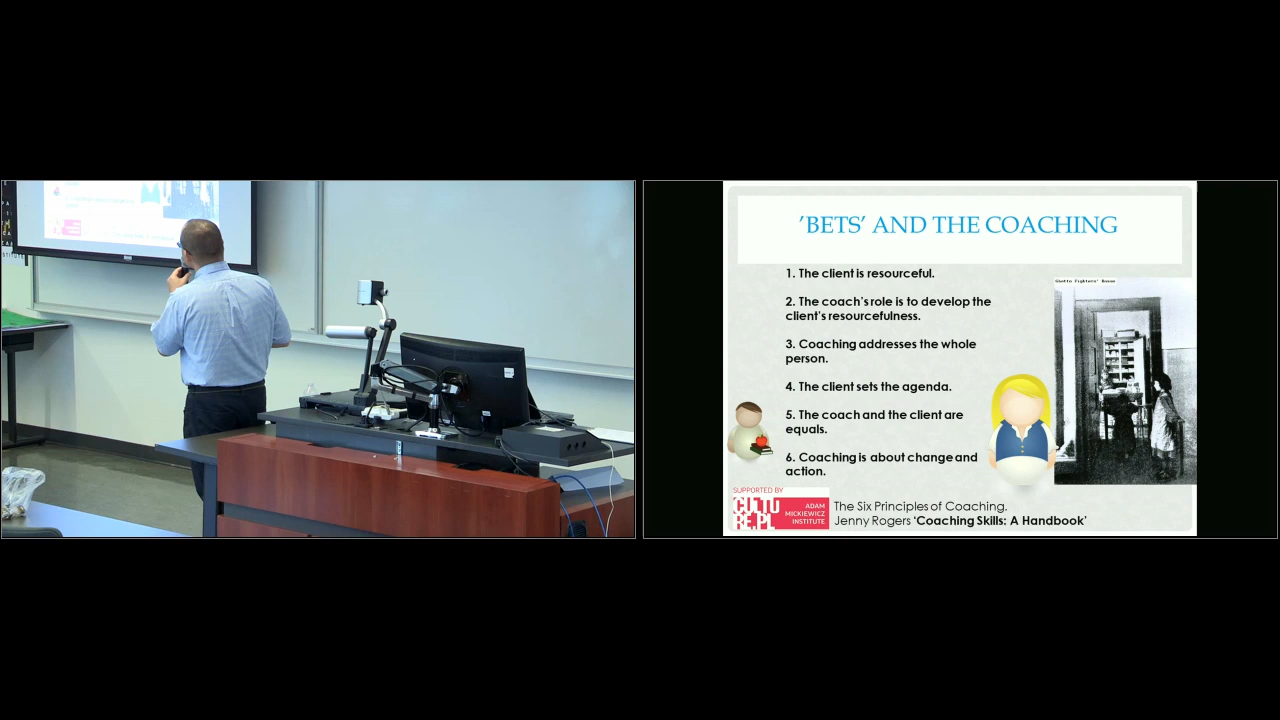 'BETS' AND THE COACHING
1. The client is resourceful.
2. The coach's role is to develop the
client's resourcefulness.
3. Coaching addresses the whole
person.
4. The client sets the agenda.
5. The coach and the client are
equals.
6. Coaching is about change and
action.
Ghetto Fighters' House
SUPPORTED BY
CULTU
RE.PL
ADAM
MICKIEWICZ
INSTITUTE
The Six Principles of Coaching.
Jenny Rogers 'Coaching Skills: A Handbook'